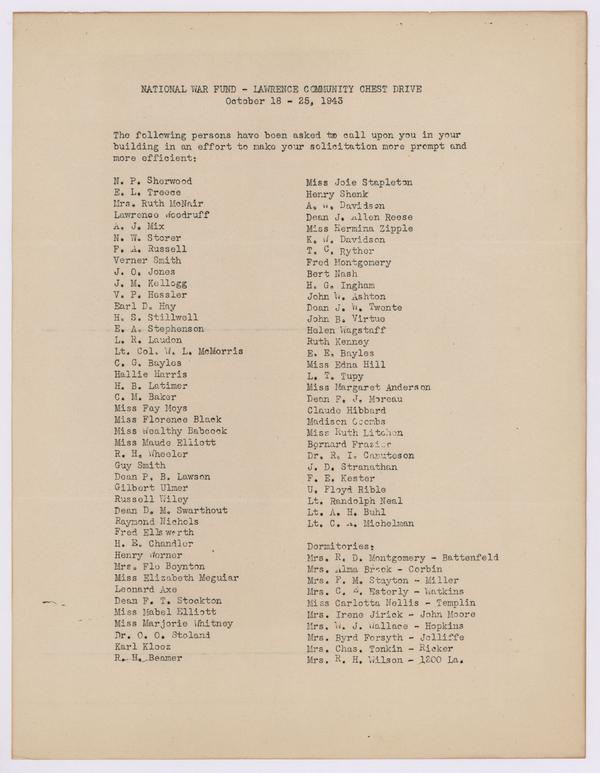 NATIONAL WAR FUND - LAWRENCE COMMUNITY CHEST DRIVE
October 18 - 25, 1943
The following persons have been asked to call upon you in your
building in an effort to make your solicitation more prompt and
more efficient:
N. P. Sherwood
E. L. Treece
Mrs. Ruth McNair
Lawrence Woodruff
A. J. Mix
N. W. Storer
F. A. Russell
Verner Smith
J. O. Jones
J. M. Kellogg
V. P. Hessler
Earl D. Hay
H. S. Stillwell
E. A. Stephenson
L. R. Laudon
Lt. Col. W. L. McMorris
C. G. Bayles
Hallie Harris
H. B. Latimer
C. M. Baker
Miss Fay Moys
Miss Florence Black
Miss Wealthy Babcock
Miss Maude Elliott
R. H. Wheeler
Guy Smith
Dean P. B. Lawson
Gilbert Ulmer
Russell Wiley
Dean D. M. Swarthout
Raymond Nichols
Fred Ellsworth
H. E. Chandler
Henry Werner
Mrs. Flo Boynton
Miss Elizabeth Meguiar
Leonard Axe
Dean F. T. Stockton
Miss Mabel Elliott
Miss Marjorie Whitney
Dr. O. O. Stoland
Karl Klooz
R. H. Beamer
Miss Joie Stapleton
Henry Shenk
A. W. Davidson
Dean J. Allen Reese
Miss Hermina Zipple
K. W. Davidson
T. C. Ryther
Fred Montgomery
Bert Nash
H. G. Ingham
John W. Ashton
Dean J. W. Twente
John B. Virtue
Helen Wagstaff
Ruth Kenney
E. E. Bayles
Miss Edna Hill
L. T. Tupy
Miss Margaret Anderson
Dean F. J. Moreau
Claude Hibbard
Madison Coombs
Miss Ruth Litchen
Bernard Frazier
Dr. R. I. Canuteson
J. D. Stranathan
F. E. Kester
U. Floyd Rible
Lt. Randolph Neal
Lt. A. H. Buhl
Lt. C. A. Michelman
Dormitories:
Mrs. R. D. Montgomery - Battenfeld
Mrs. Alma Brock - Corbin
Mrs. F. M. Stayton - Miller
Mrs. C. A. Esterly - Watkins
Miss Carlotta Nellis - Templin
Mrs. Irene Jirick - John Moore
Mrs. W. J. Wallace - Hopkins
Mrs. Byrd Forsyth - Jolliffe
Mrs. Chas. Tonkin - Ricker
Mrs. R. H. Wilson - 1200 La.